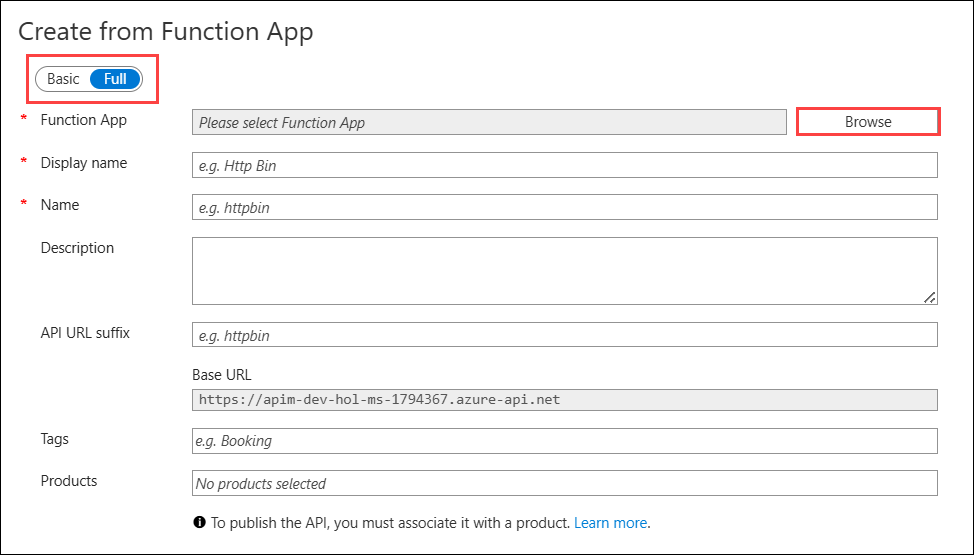 Create from Function App
Basic Full
* Function App Please select Function App Browse
* Display name e.g. Http Bin
* Name e.g. httpbin
Description
API URL suffix e.g. httpbin
Base URL
https://apim-dev-hol-ms-1794367.azure-api.net
Tags e.g. Booking
Products No products selected
To publish the API, you must associate it with a product. Learn more.